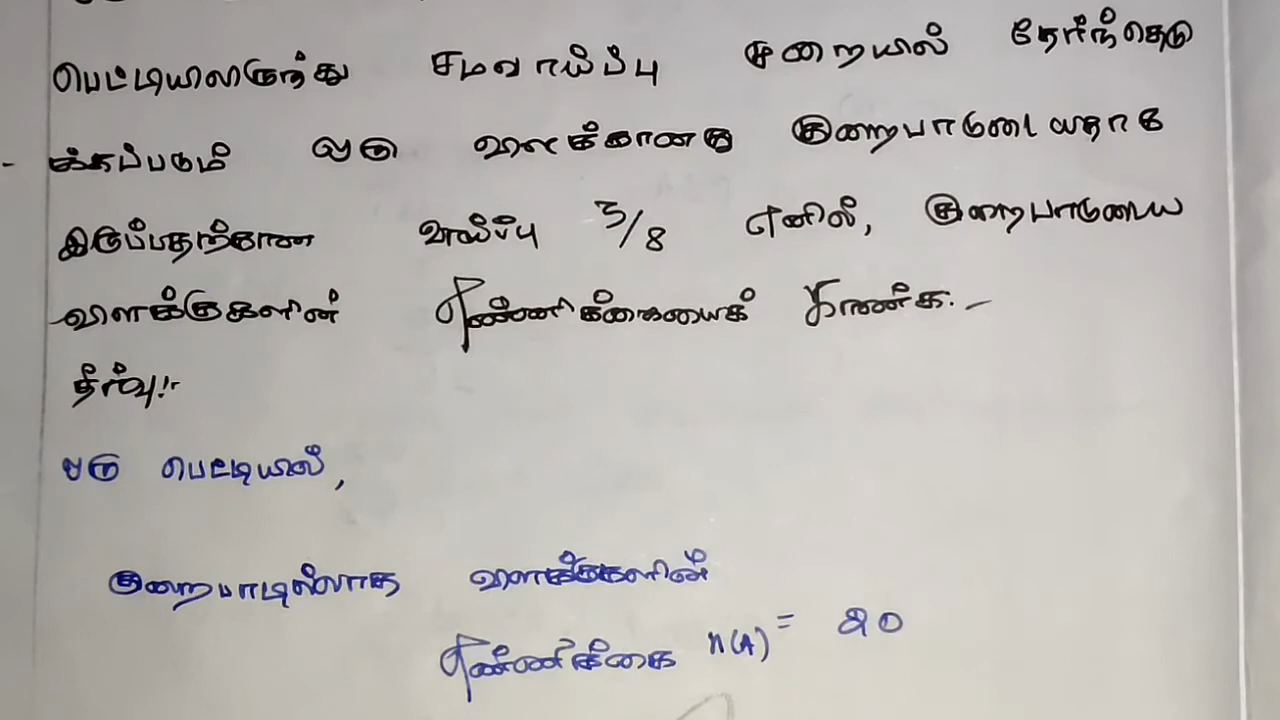 பெட்டியிலிருந்து சமவாய்ப்பு முறையில் தேர்ந்தெடு
க்கப்படும் ஒரு விளக்கானது குறைபாடுடையதாக
இருப்பதற்கான வாய்ப்பு 3/8 எனில், குறைபாடுடைய
விளக்குகளின் எண்ணிக்கையைக் காண்க.
தீர்வு:-
ஒரு பெட்டியில்,
குறைபாடில்லாத விளக்குகளின்
எண்ணிக்கை n(A) = 20